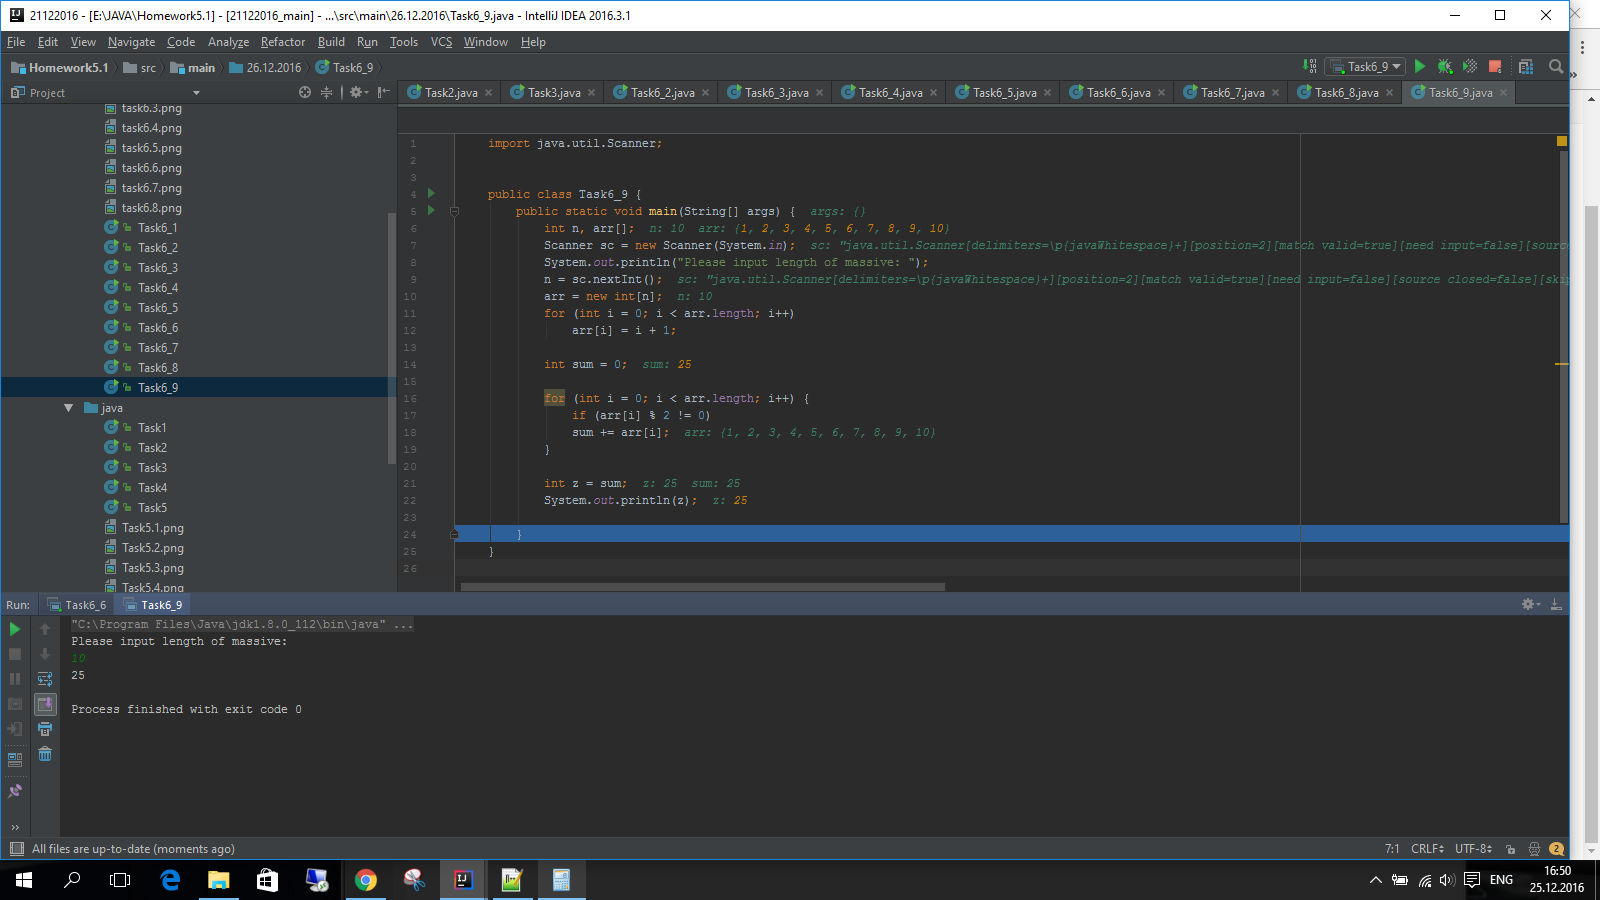 21122016 - [E:\JAVA\Homework5.1] - [21122016_main] - ...\src\main\26.12.2016\Task6_9.java - IntelliJ IDEA 2016.3.1
File Edit View Navigate Code Analyze Refactor Build Run Tools VCS Window Help
Homework5.1 src main 26.12.2016 Task6_9 Task6_9
Project
Task2.java Task3.java Task6_2.java Task6_3.java Task6_4.java Task6_5.java Task6_6.java Task6_7.java Task6_8.java Task6_9.java
task6.3.png
task6.4.png
task6.5.png
task6.6.png
task6.7.png
task6.8.png
Task6_1
Task6_2
Task6_3
Task6_4
Task6_5
Task6_6
Task6_7
Task6_8
Task6_9
java
Task1
Task2
Task3
Task4
Task5
Task5.1.png
Task5.2.png
Task5.3.png
Task5.4.png
1 import java.util.Scanner;
2
3
4 public class Task6_9 {
5 public static void main(String[] args) { args: {}
6 int n, arr[]; n: 10 arr: {1, 2, 3, 4, 5, 6, 7, 8, 9, 10}
7 Scanner sc = new Scanner(System.in); sc: "java.util.Scanner[delimiters=\p{javaWhitespace}+][position=2][match valid=true][need input=false][sourc
8 System.out.println("Please input length of massive: ");
9 n = sc.nextInt(); sc: "java.util.Scanner[delimiters=\p{javaWhitespace}+][position=2][match valid=true][need input=false][source closed=false][skip
10 arr = new int[n]; n: 10
11 for (int i = 0; i < arr.length; i++)
12 arr[i] = i + 1;
13
14 int sum = 0; sum: 25
15
16 for (int i = 0; i < arr.length; i++) {
17 if (arr[i] % 2 != 0)
18 sum += arr[i]; arr: {1, 2, 3, 4, 5, 6, 7, 8, 9, 10}
19 }
20
21 int z = sum; z: 25 sum: 25
22 System.out.println(z); z: 25
23
24 }
25 }
26
Run: Task6_6 Task6_9
"C:\Program Files\Java\jdk1.8.0_112\bin\java" ...
Please input length of massive:
10
25
Process finished with exit code 0
All files are up-to-date (moments ago)
7:1 CRLF UTF-8 2
ENG
16:50
25.12.2016